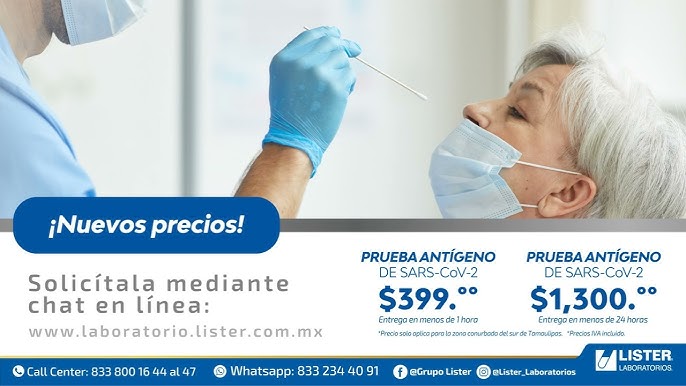 ¡Nuevos precios!
Solicítala mediante
chat en línea:
www.laboratorio.lister.com.mx
PRUEBA ANTÍGENO
DE SARS-CoV-2
$399.°°
Entrega en menos de 1 hora
PRUEBA ANTÍGENO
DE SARS-CoV-2
$1,300.°°
Entrega en menos de 24 horas
*Precio solo aplica para la zona conurbada del sur de Tamaulipas. *Precios IVA incluido.
Call Center: 833 800 16 44 al 47
Whatsapp: 833 234 40 91
@Grupo Lister
@Lister_Laboratorios
LISTER
LABORATORIOS.